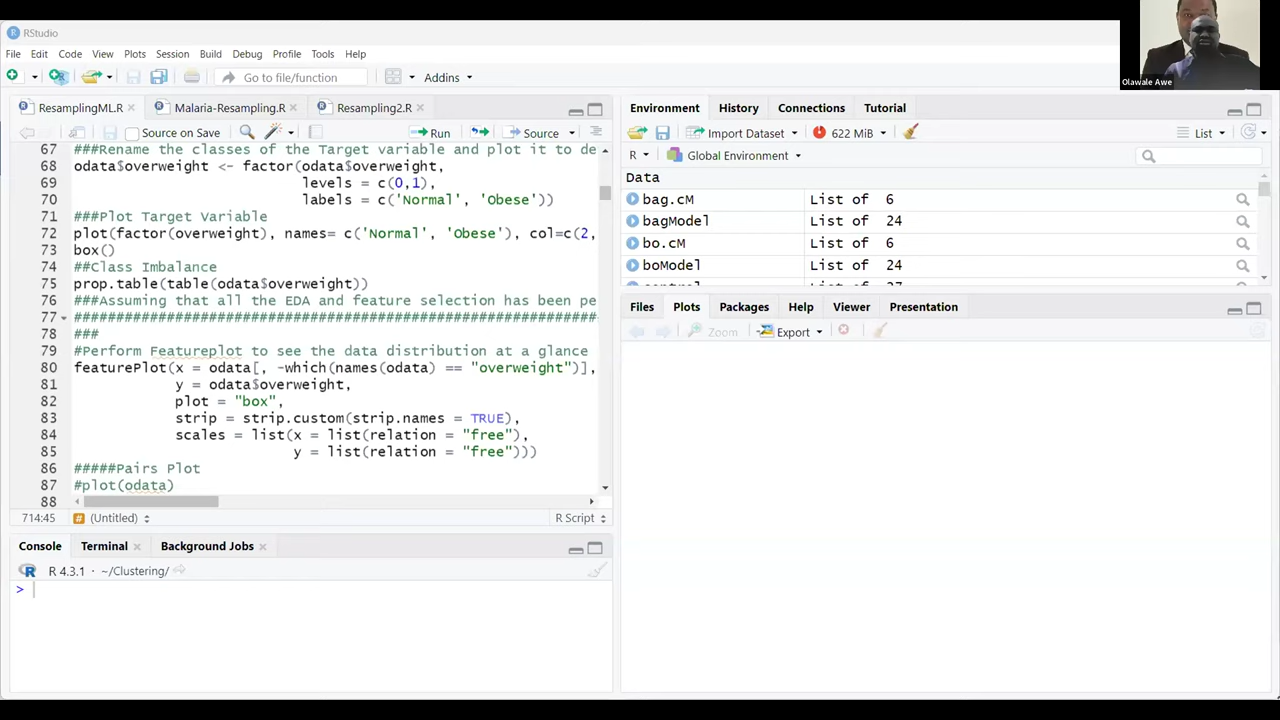 RStudio
File Edit Code View Plots Session Build Debug Profile Tools Help
Go to file/function Addins
ResamplingML.R Malaria-Resampling.R Resampling2.R
Source on Save Run Source
67 ###Rename the classes of the Target variable and plot it to de
68 odata$overweight <- factor(odata$overweight,
69 levels = c(0,1),
70 labels = c('Normal', 'Obese'))
71 ###Plot Target Variable
72 plot(factor(overweight), names= c('Normal', 'Obese'), col=c(2,
73 box()
74 ##Class Imbalance
75 prop.table(table(odata$overweight))
76 ###Assuming that all the EDA and feature selection has been pe
77 ##############################################################
78 ###
79 #Perform Featureplot to see the data distribution at a glance
80 featurePlot(x = odata[, -which(names(odata) == "overweight")],
81 y = odata$overweight,
82 plot = "box",
83 strip = strip.custom(strip.names = TRUE),
84 scales = list(x = list(relation = "free"),
85 y = list(relation = "free")))
86 #####Pairs Plot
87 #plot(odata)
88
714:45 # (Untitled) R Script
Console Terminal Background Jobs
R 4.3.1 · ~/Clustering/
>
Environment History Connections Tutorial
Import Dataset 622 MiB List
R Global Environment
Data
bag.cM List of 6
bagModel List of 24
bo.cM List of 6
boModel List of 24
Files Plots Packages Help Viewer Presentation
Zoom Export
Olawale Awe